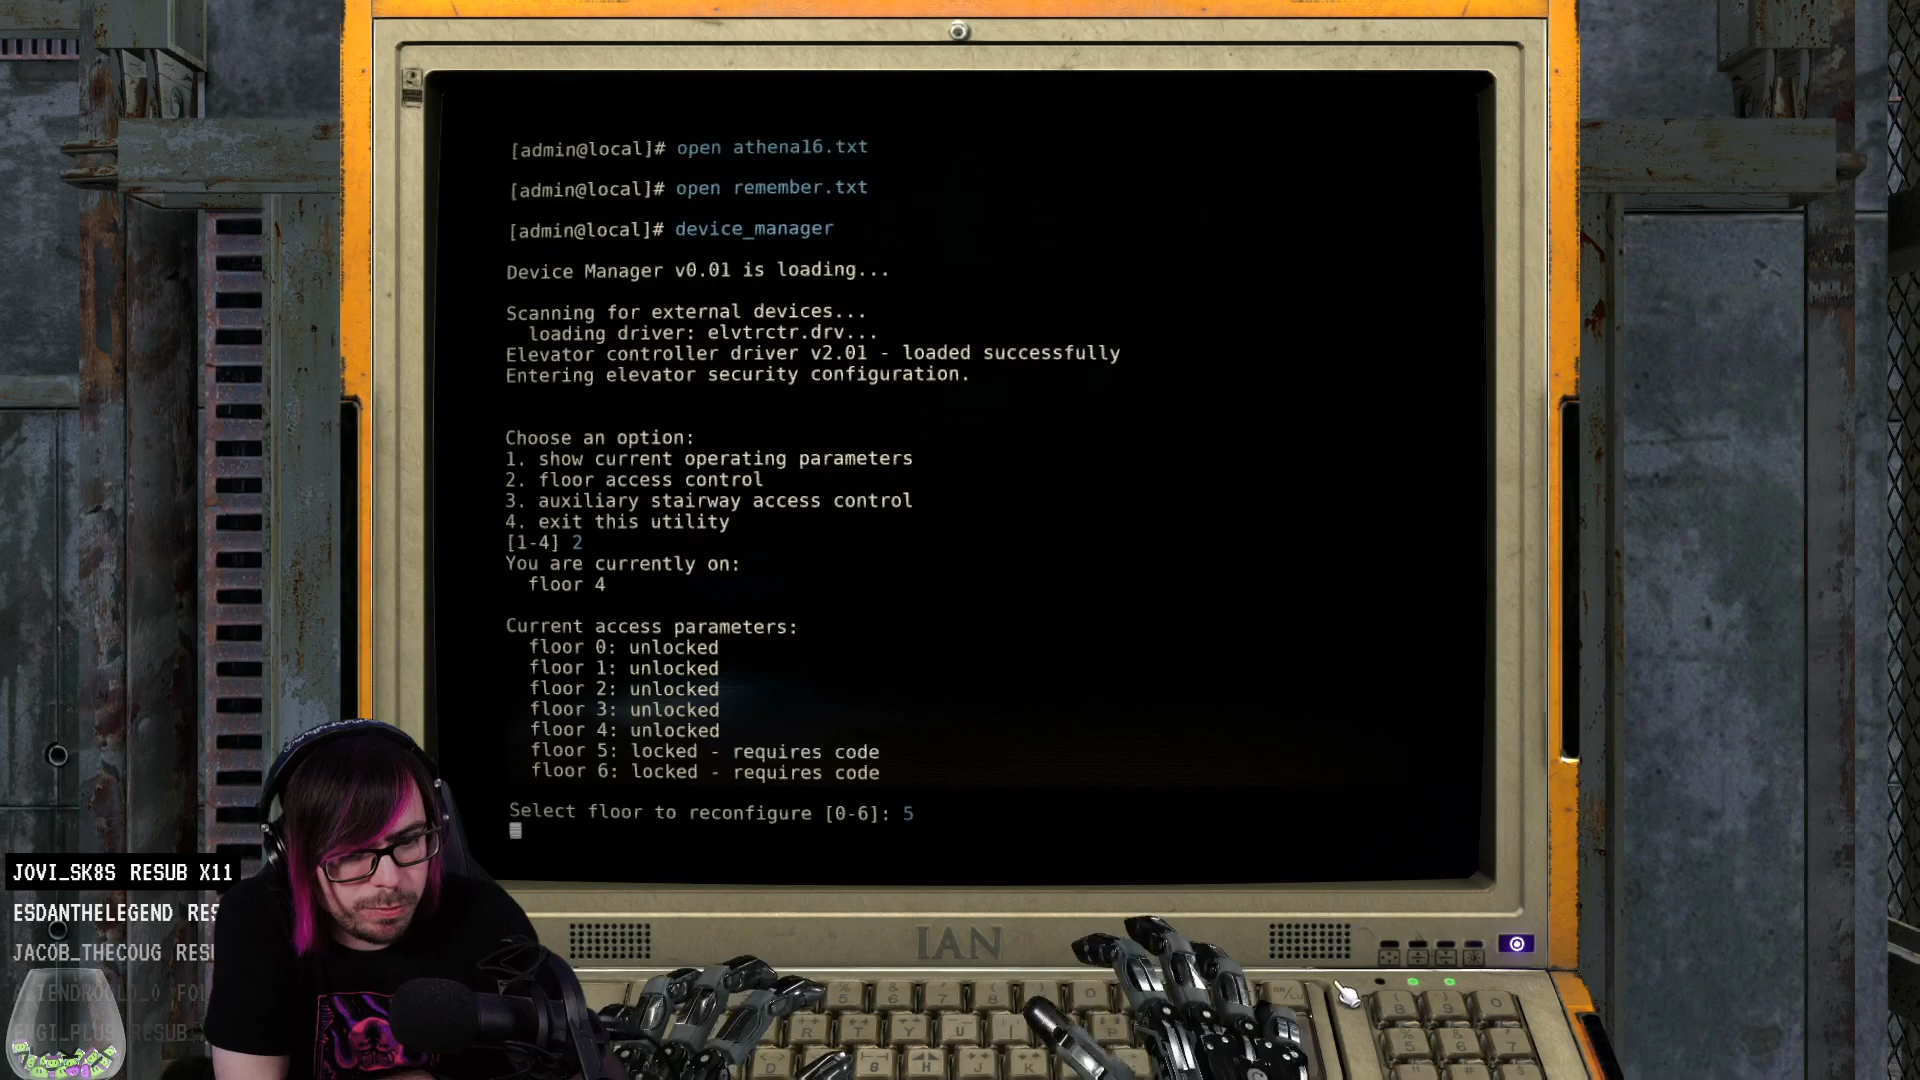 [admin@local]# open athena16.txt
[admin@local]# open remember.txt
[admin@local]# device_manager
Device Manager v0.01 is loading...
Scanning for external devices...
loading driver: elvtrctr.drv...
Elevator controller driver v2.01 - loaded successfully
Entering elevator security configuration.
Choose an option:
1. show current operating parameters
2. floor access control
3. auxiliary stairway access control
4. exit this utility
[1-4] 2
You are currently on:
floor 4
Current access parameters:
floor 0: unlocked
floor 1: unlocked
floor 2: unlocked
floor 3: unlocked
floor 4: unlocked
floor 5: locked - requires code
floor 6: locked - requires code
Select floor to reconfigure [0-6]: 5
IAN
JOVI_SK8S RESUB X11
ESDANTHELEGEND RES
JACOB_THECOUG RESU
ENGI_PLUS RESUB